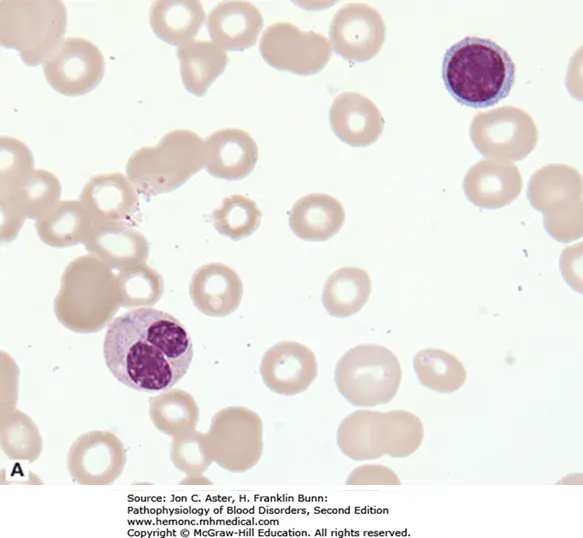 A
Source: Jon C. Aster, H. Franklin Bunn:
Pathophysiology of Blood Disorders, Second Edition
www.hemonc.mhmedical.com
Copyright © McGraw-Hill Education. All rights reserved.